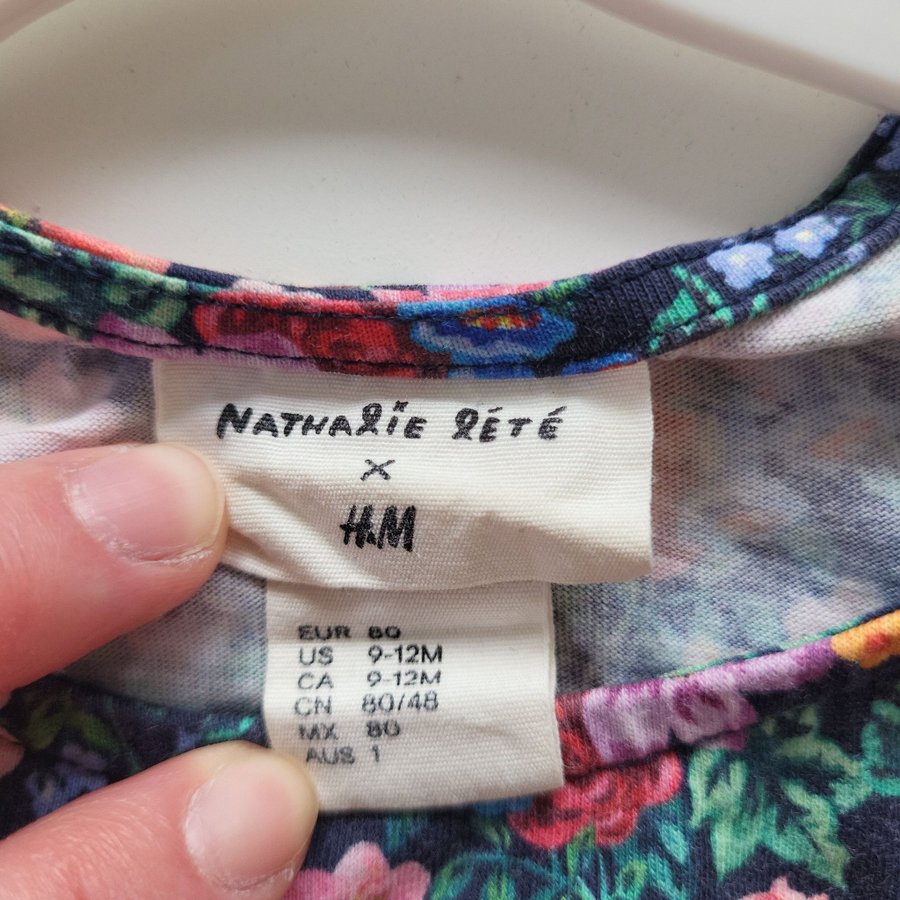 NATHALiE LÉTÉ
X
H&M
EUR 80
US 9-12M
CA 9-12M
CN 80/48
MX 80
AUS 1